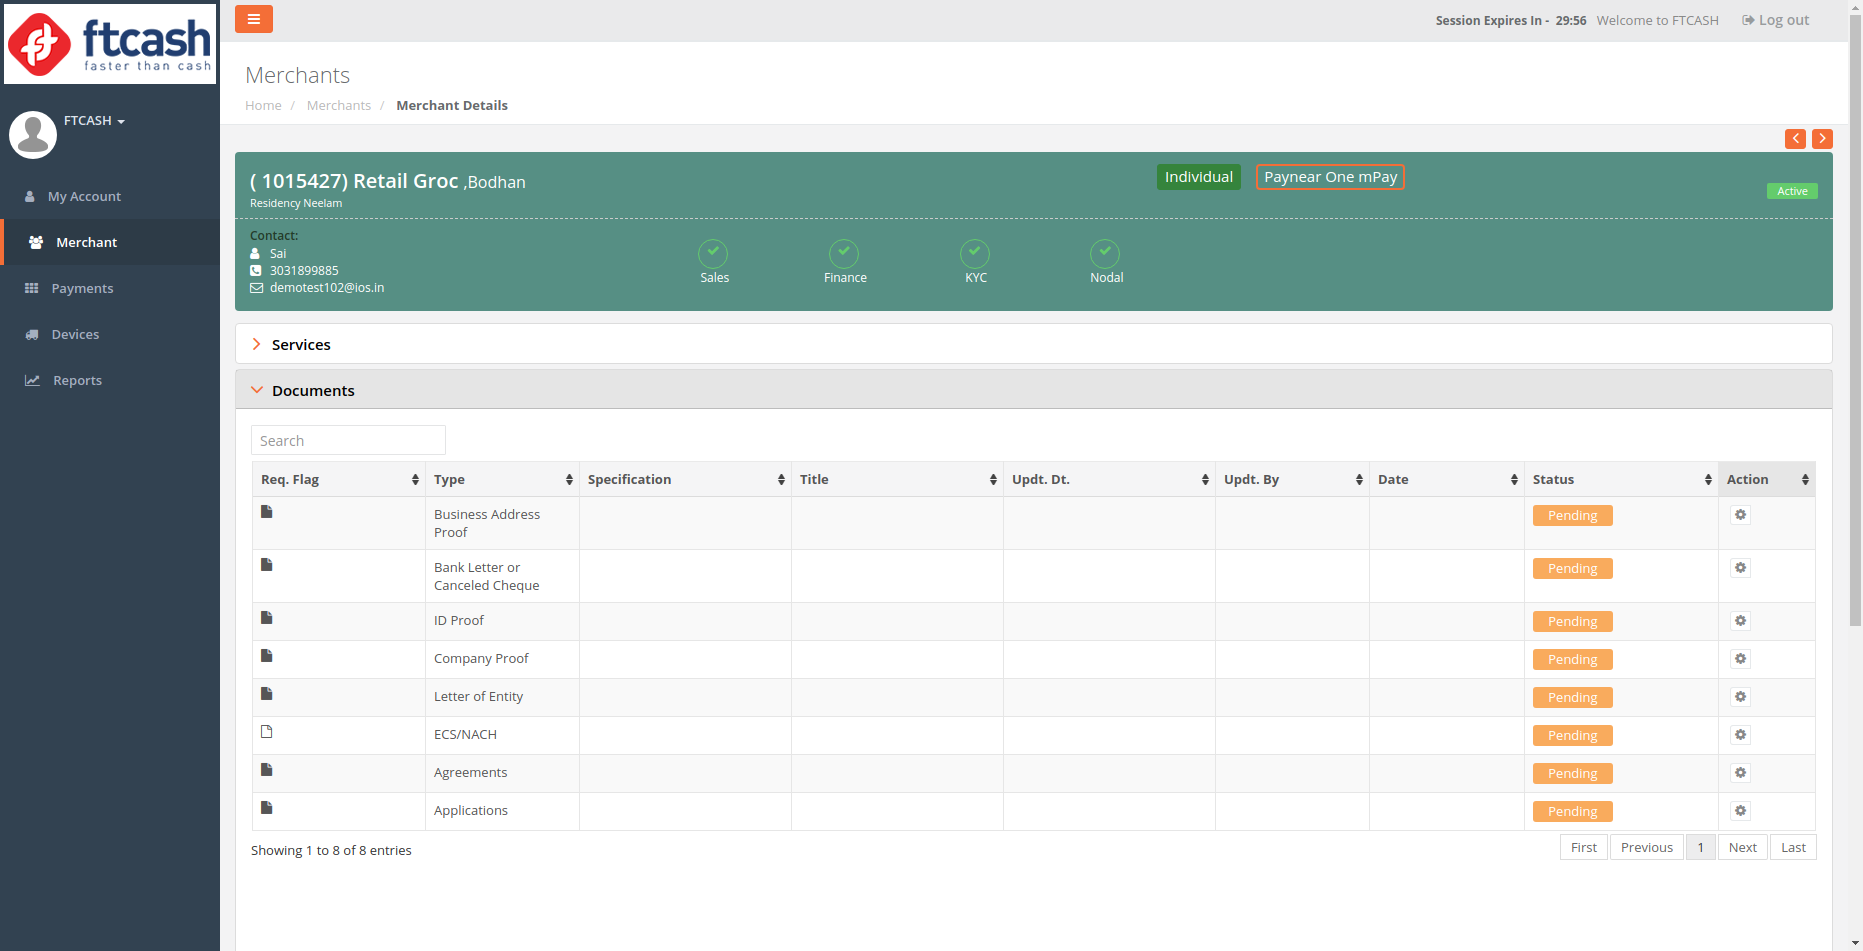 ftcash
faster than cash
Session Expires In - 29:56 Welcome to FTCASH Log out
Merchants
Home / Merchants / Merchant Details
FTCASH
My Account
Merchant
Payments
Devices
Reports
( 1015427) Retail Groc ,Bodhan
Residency Neelam
Individual
Paynear One mPay
Active
Contact:
Sai
3031899885
demotest102@ios.in
Sales
Finance
KYC
Nodal
Services
Documents
Search
Req. Flag Type Specification Title Updt. Dt. Updt. By Date Status Action
Business Address
Proof
Pending
Bank Letter or
Canceled Cheque
Pending
ID Proof Pending
Company Proof Pending
Letter of Entity Pending
ECS/NACH Pending
Agreements Pending
Applications Pending
Showing 1 to 8 of 8 entries
First Previous 1 Next Last